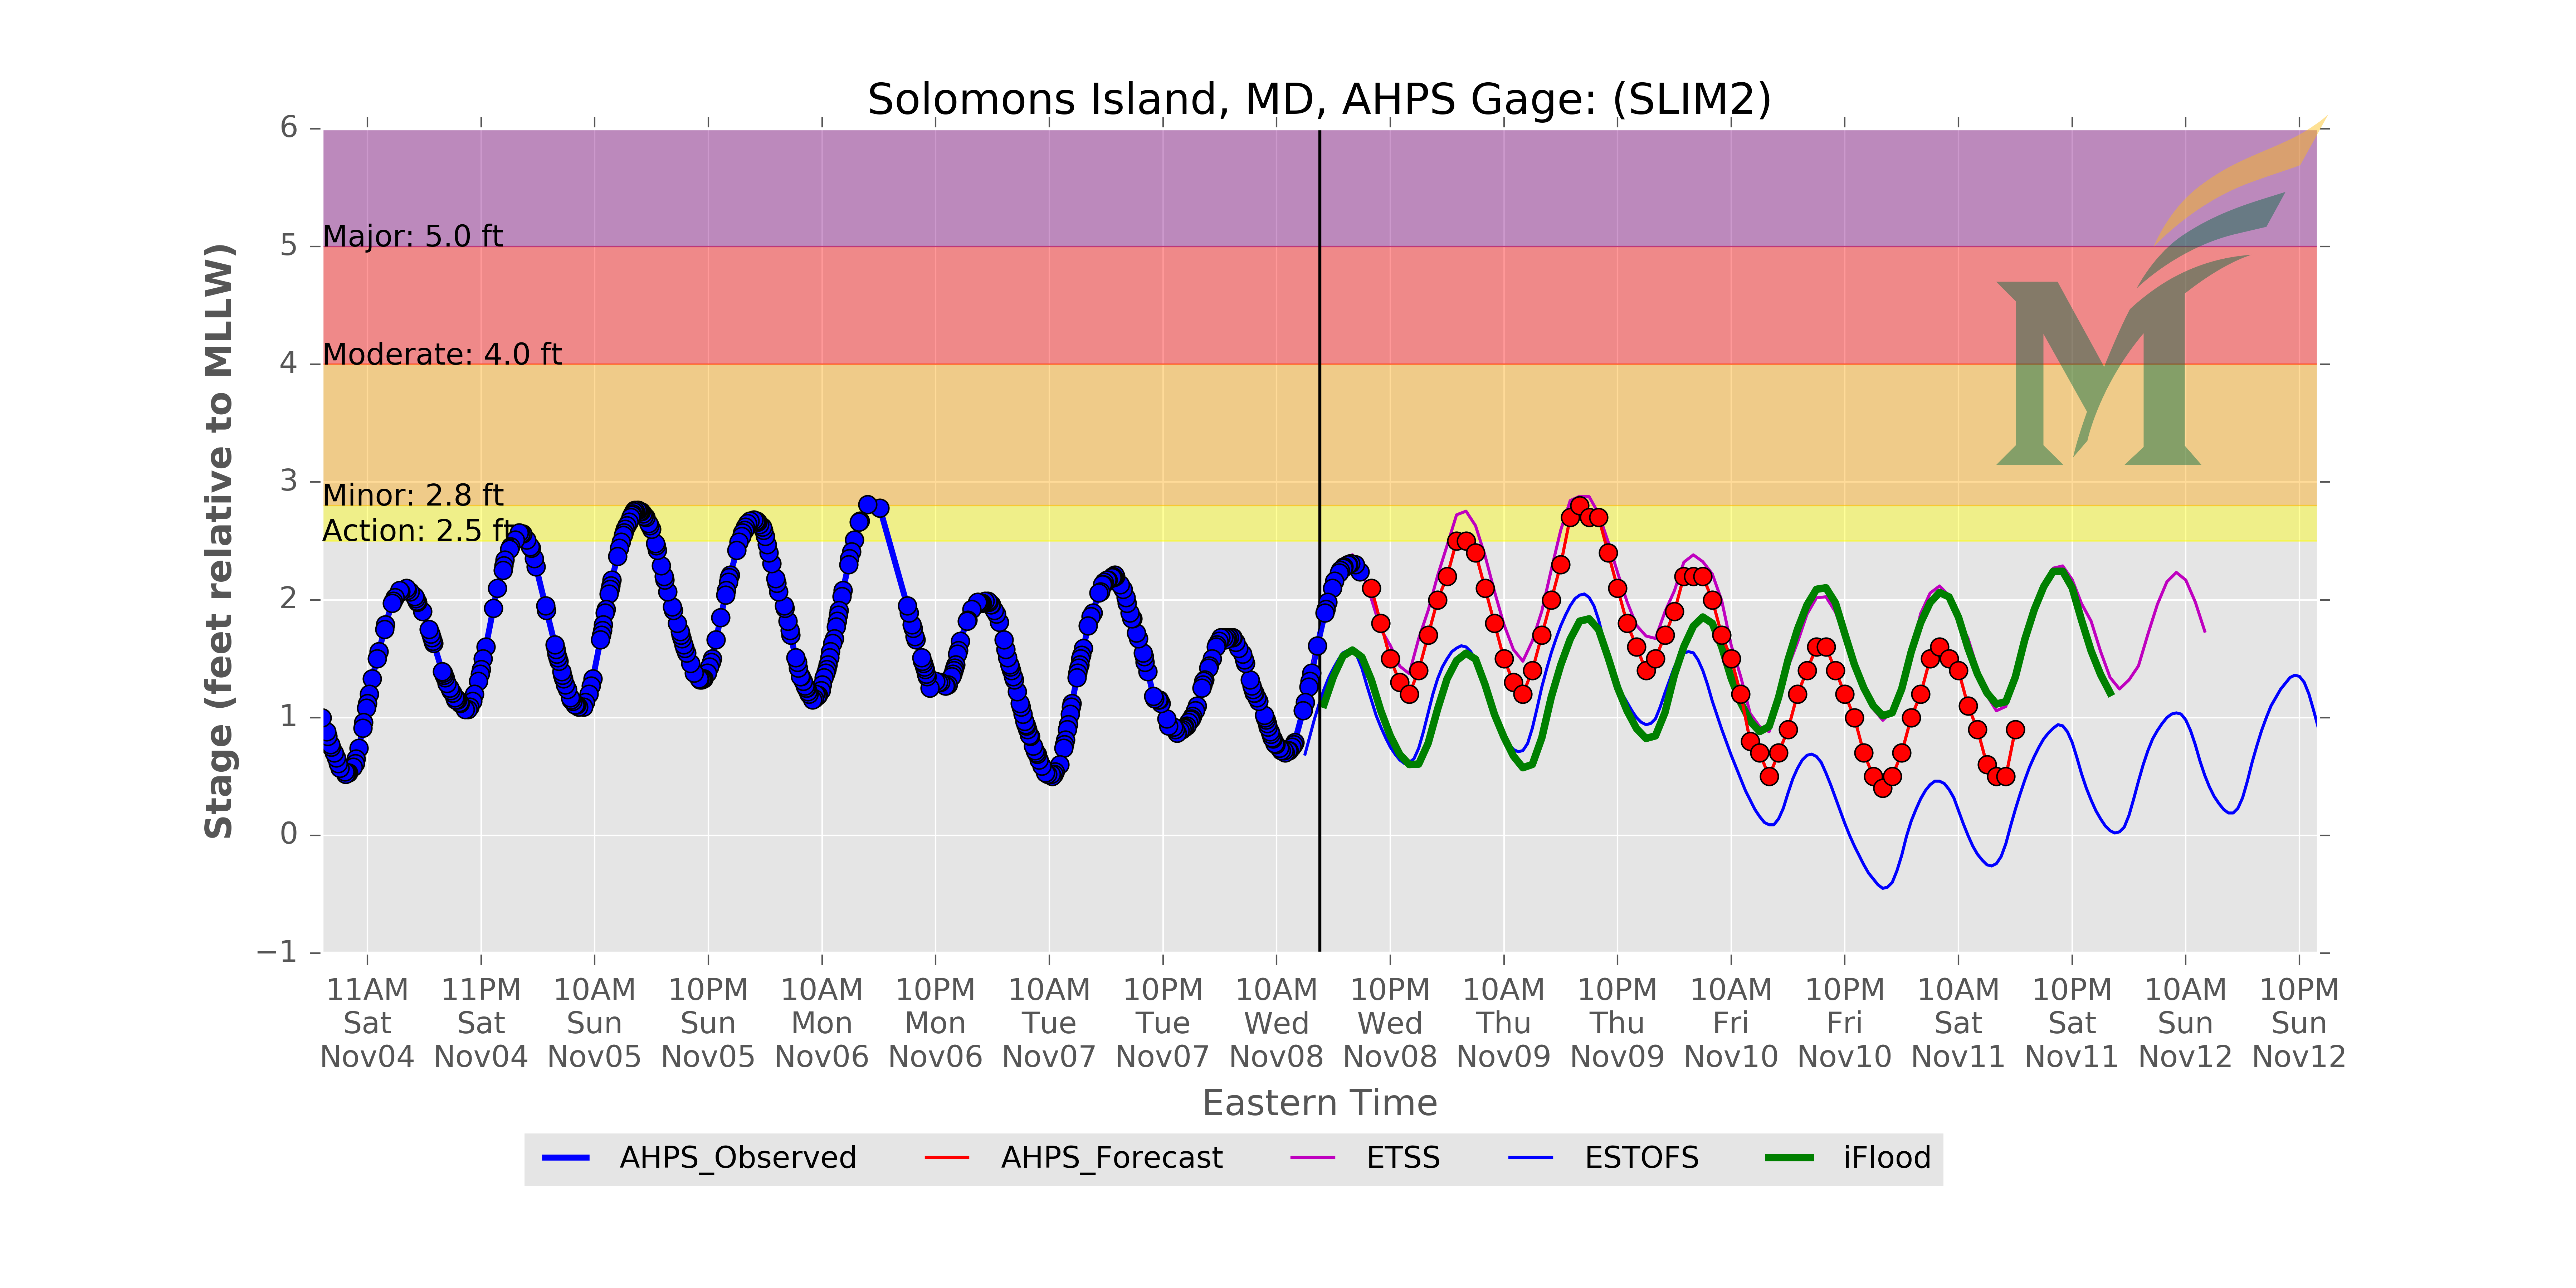 Solomons Island, MD, AHPS Gage: (SLIM2)
Stage (feet relative to MLLW)
6
5
4
3
2
1
0
−1
Major: 5.0 ft
Moderate: 4.0 ft
Minor: 2.8 ft
Action: 2.5 ft
M
11AM 11PM 10AM 10PM 10AM 10PM 10AM 10PM 10AM 10PM 10AM 10PM 10AM 10PM 10AM 10PM 10AM 10PM
Sat Sat Sun Sun Mon Mon Tue Tue Wed Wed Thu Thu Fri Fri Sat Sat Sun Sun
Nov04 Nov04 Nov05 Nov05 Nov06 Nov06 Nov07 Nov07 Nov08 Nov08 Nov09 Nov09 Nov10 Nov10 Nov11 Nov11 Nov12 Nov12
Eastern Time
AHPS_Observed AHPS_Forecast ETSS ESTOFS iFlood